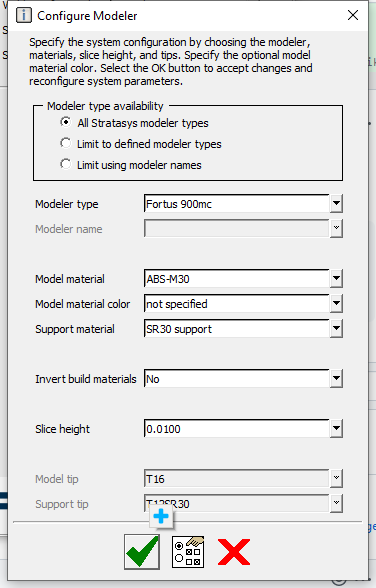 Configure Modeler
Specify the system configuration by choosing the modeler,
materials, slice height, and tips. Specify the optional model
material color. Select the OK button to accept changes and
reconfigure system parameters.
Modeler type availability
All Stratasys modeler types
Limit to defined modeler types
Limit using modeler names
Modeler type Fortus 900mc
Modeler name
Model material ABS-M30
Model material color not specified
Support material SR30 support
Invert build materials No
Slice height 0.0100
Model tip T16
Support tip T12SR30